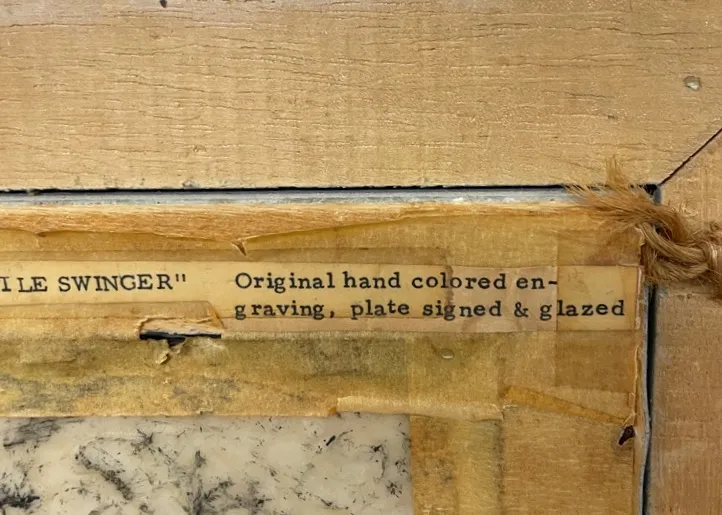 ILE SWINGER" Original hand colored en-
graving, plate signed & glazed